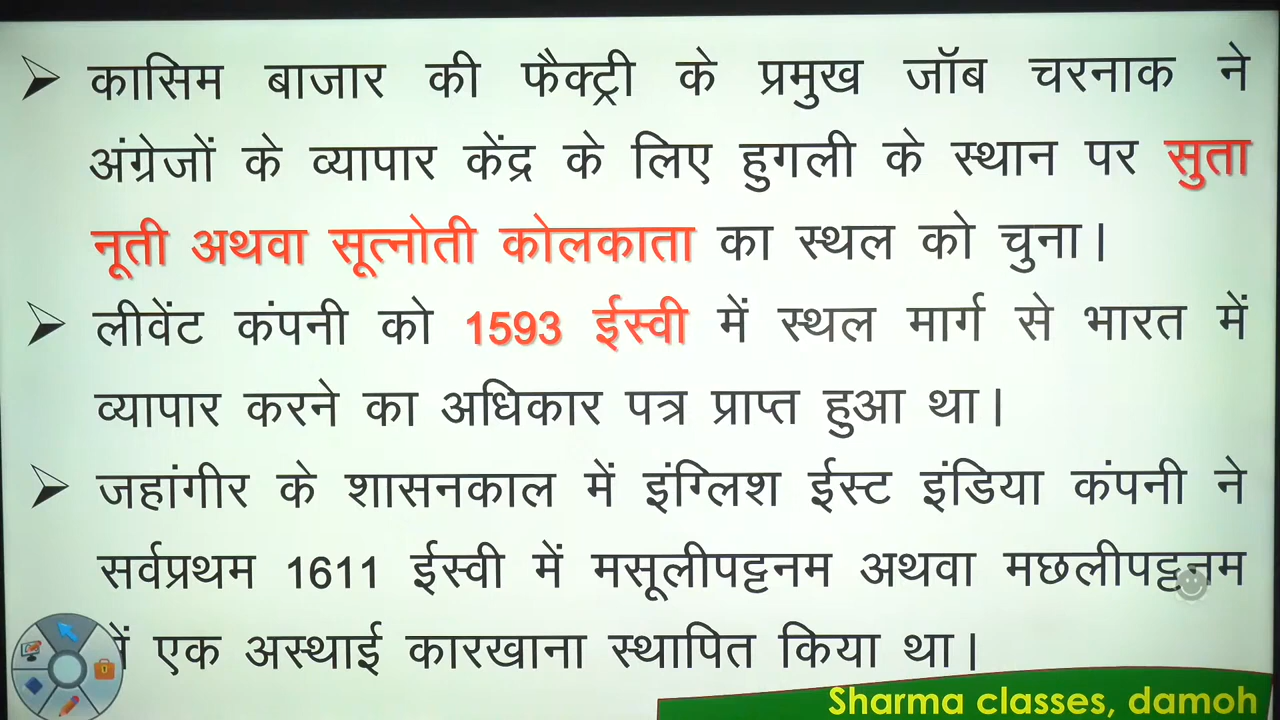 ➢ कासिम बाजार की फैक्ट्री के प्रमुख जॉब चरनाक ने
अंग्रेजों के व्यापार केंद्र के लिए हुगली के स्थान पर सुता
नूती अथवा सूत्नोती कोलकाता का स्थल को चुना।
➢ लीवेंट कंपनी को 1593 ईस्वी में स्थल मार्ग से भारत में
व्यापार करने का अधिकार पत्र प्राप्त हुआ था।
➢ जहांगीर के शासनकाल में इंग्लिश ईस्ट इंडिया कंपनी ने
सर्वप्रथम 1611 ईस्वी में मसूलीपट्टनम अथवा मछलीपट्टनम
में एक अस्थाई कारखाना स्थापित किया था।
Sharma classes, damoh